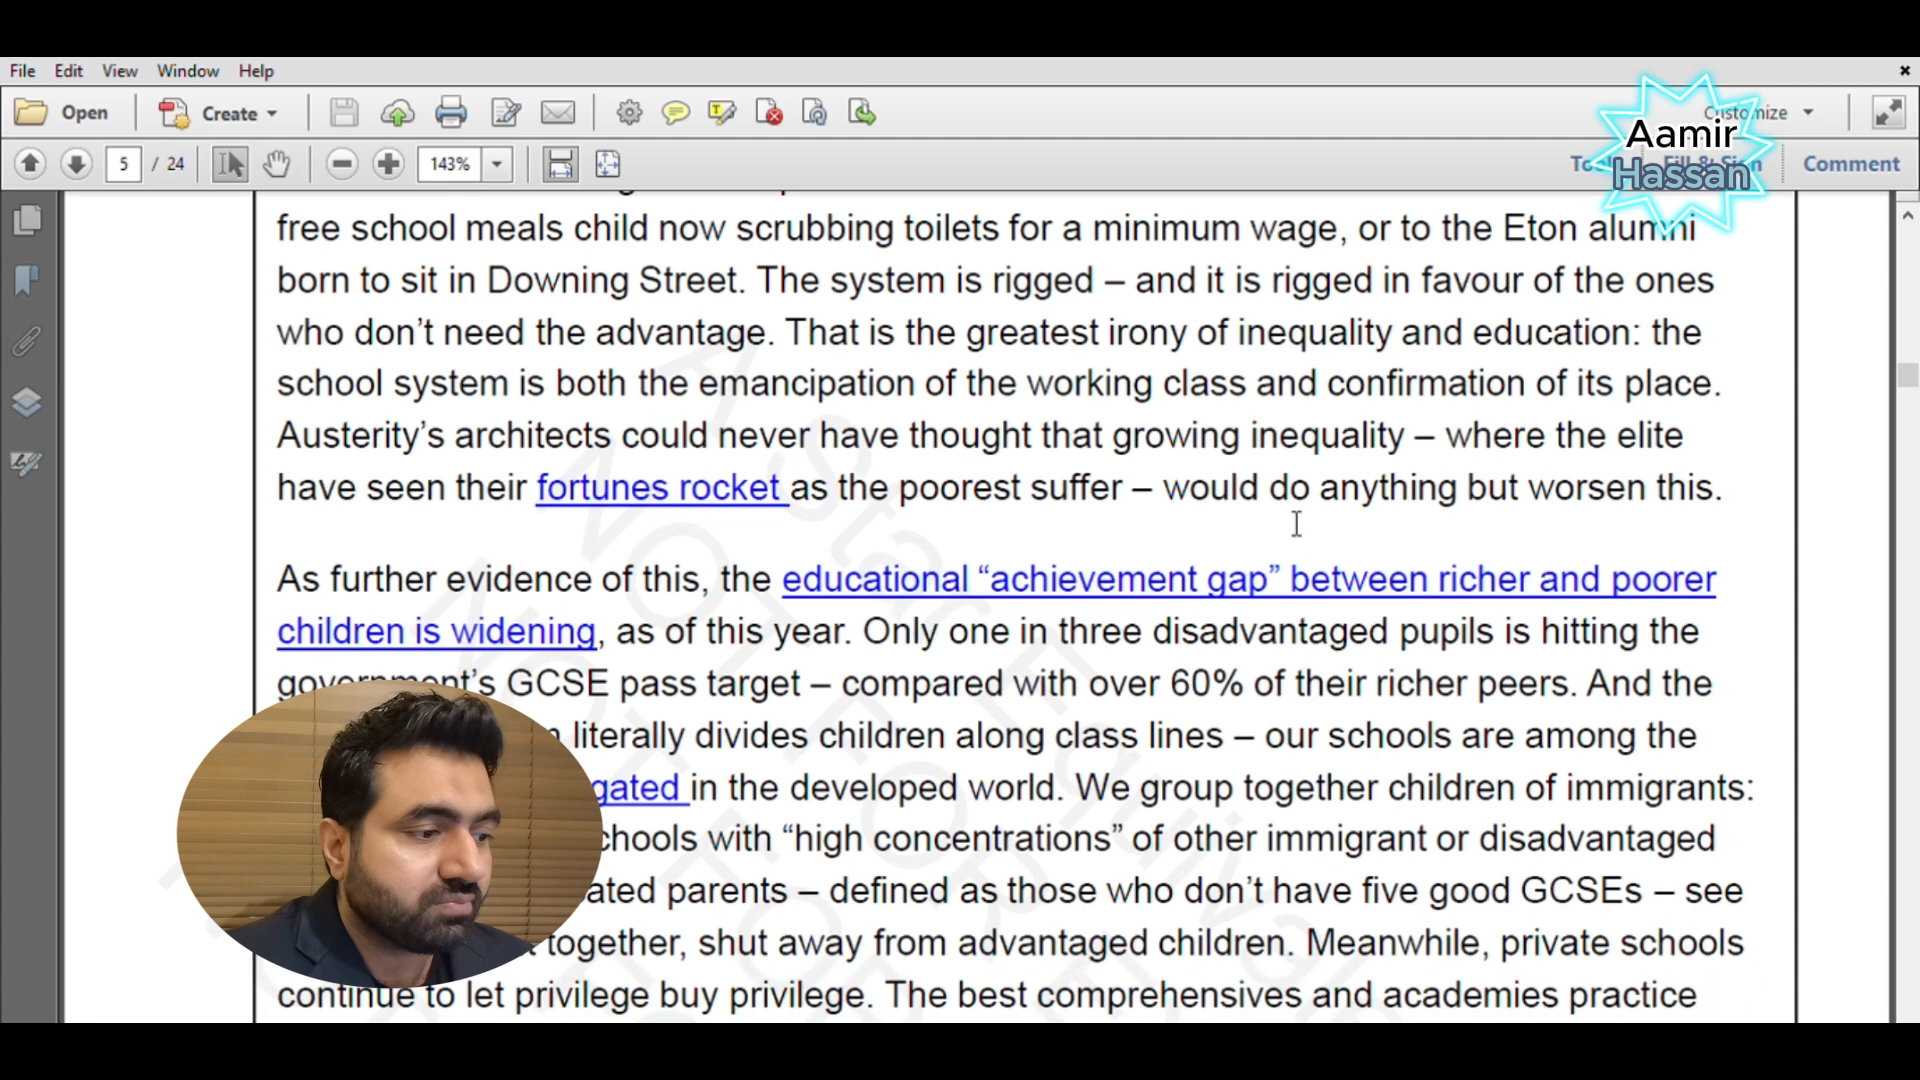 File Edit View Window Help
Open Create Customize
Aamir
Hassan
5 / 24 143% Fill & Sign Comment
free school meals child now scrubbing toilets for a minimum wage, or to the Eton alumni
born to sit in Downing Street. The system is rigged – and it is rigged in favour of the ones
who don’t need the advantage. That is the greatest irony of inequality and education: the
school system is both the emancipation of the working class and confirmation of its place.
Austerity’s architects could never have thought that growing inequality – where the elite
have seen their fortunes rocket as the poorest suffer – would do anything but worsen this.
As further evidence of this, the educational “achievement gap” between richer and poorer
children is widening, as of this year. Only one in three disadvantaged pupils is hitting the
government’s GCSE pass target – compared with over 60% of their richer peers. And the
literally divides children along class lines – our schools are among the
gated in the developed world. We group together children of immigrants:
chools with “high concentrations” of other immigrant or disadvantaged
ated parents – defined as those who don’t have five good GCSEs – see
together, shut away from advantaged children. Meanwhile, private schools
continue to let privilege buy privilege. The best comprehensives and academies practice
A Star Equivale
NOT FOR